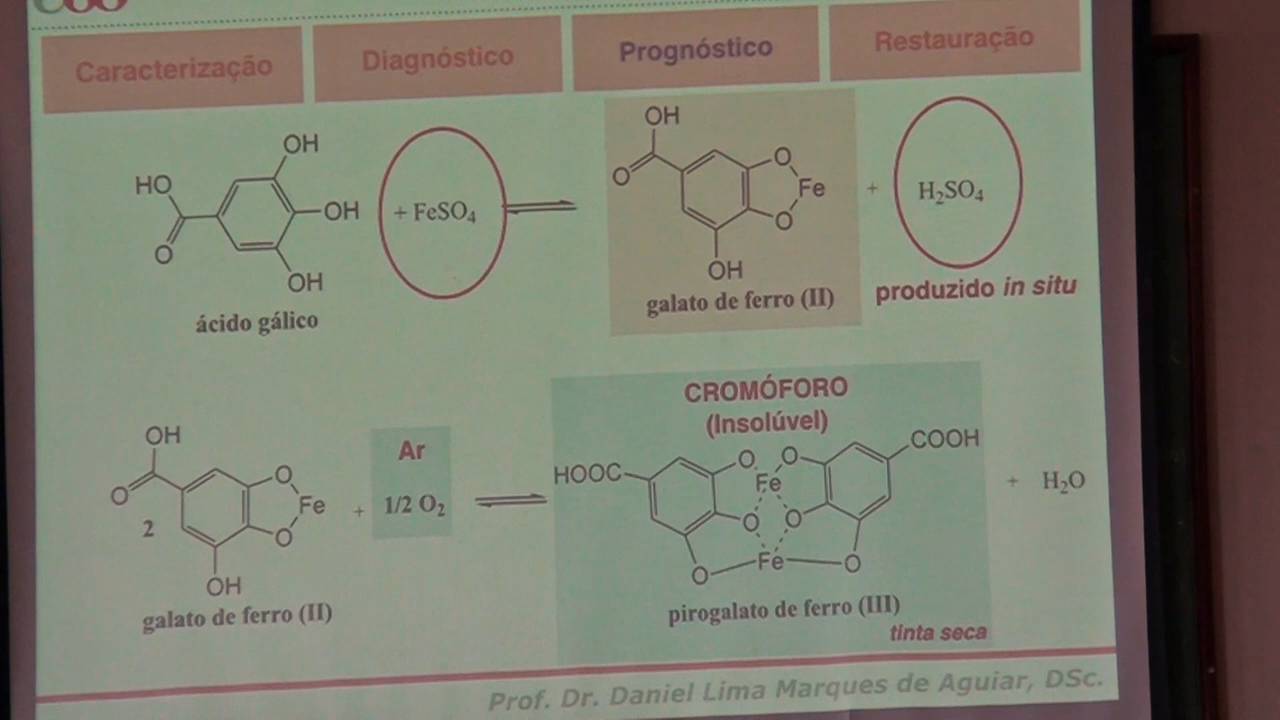 Caracterização
Diagnóstico
Prognóstico
Restauração
OH
HO
OH
O
OH
ácido gálico
+ FeSO₄
OH
O
O
Fe
O
OH
galato de ferro (II)
+
H₂SO₄
produzido in situ
OH
O
O
Fe
O
2
OH
galato de ferro (II)
+
Ar
1/2 O₂
CROMÓFORO
(Insolúvel)
HOOC
COOH
O
O
Fe
O
O
O
Fe
O
pirogalato de ferro (III)
tinta seca
+
H₂O
Prof. Dr. Daniel Lima Marques de Aguiar, DSc.